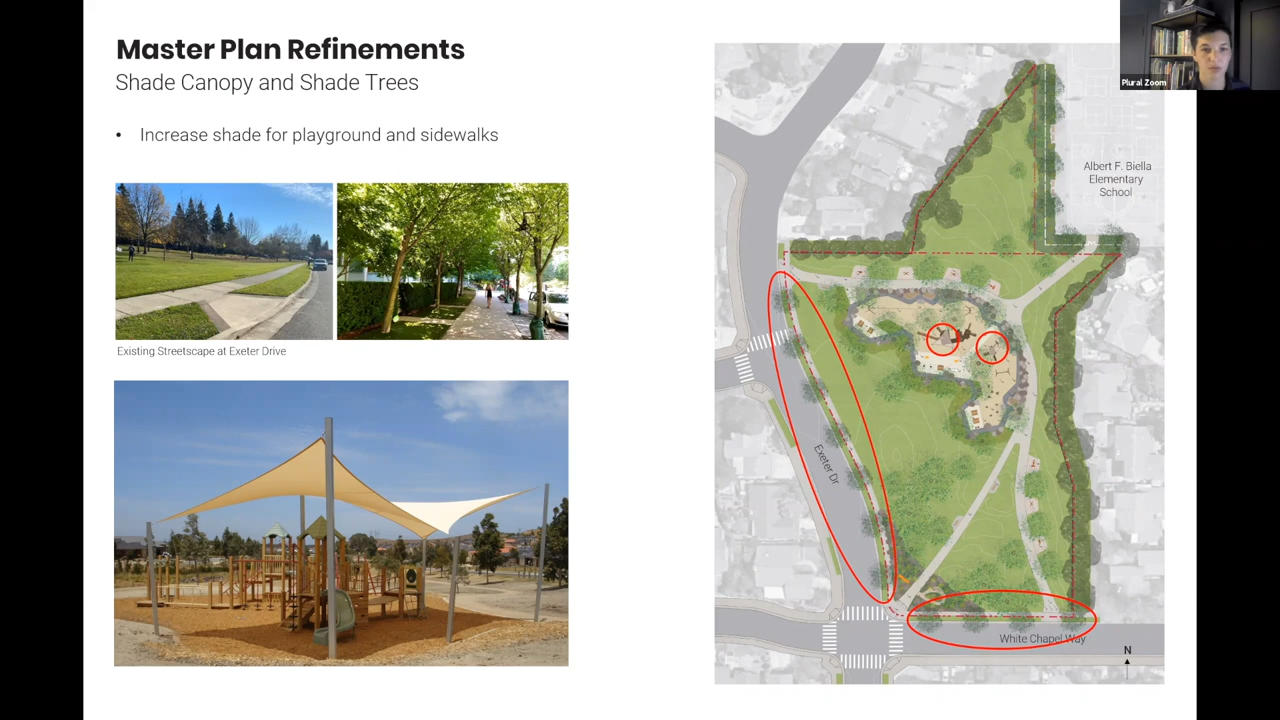 Master Plan Refinements
Shade Canopy and Shade Trees
• Increase shade for playground and sidewalks
Existing Streetscape at Exeter Drive
Plural Zoom
Albert F. Biella
Elementary
School
Exeter Dr
White Chapel Way
N